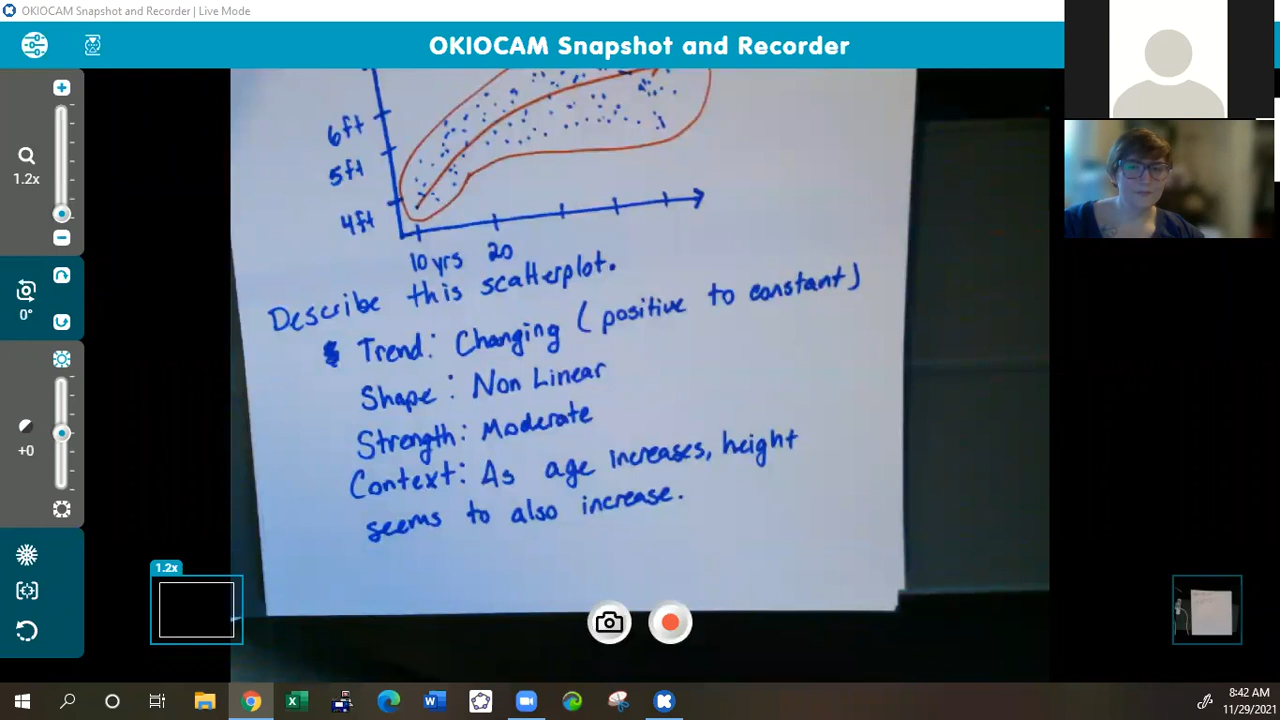 OKIOCAM Snapshot and Recorder | Live Mode
OKIOCAM Snapshot and Recorder
1.2x
0°
+0
6ft
5ft
4ft
10yrs 20
Describe this scatterplot.
Trend: Changing (positive to constant)
Shape: Non Linear
Strength: Moderate
Context: As age increases, height
seems to also increase.
1.2x
8:42 AM
11/29/2021